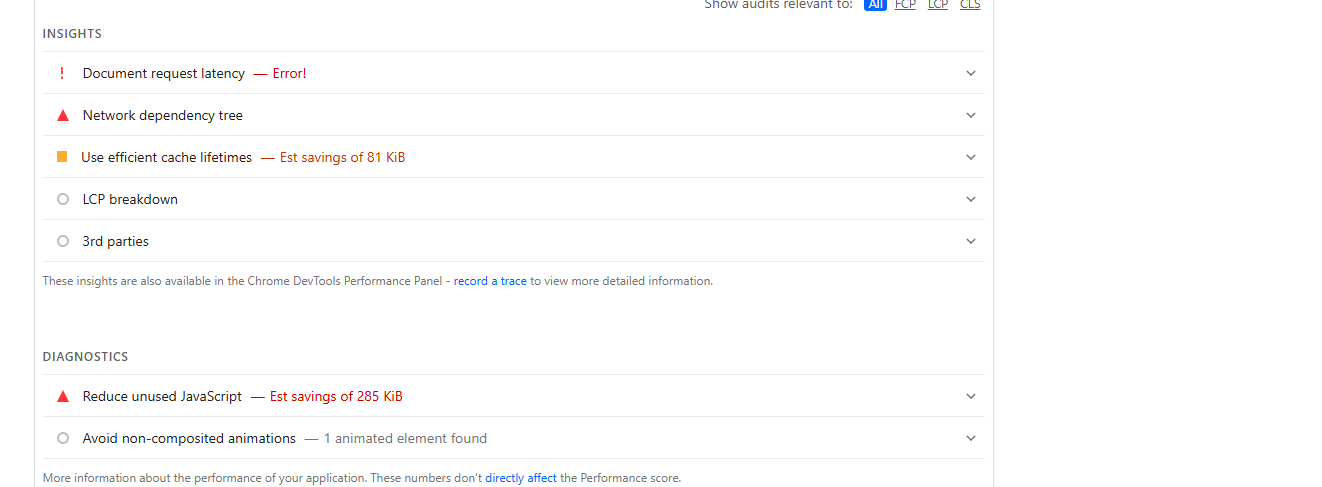 Show audits relevant to: All FCP LCP CLS
INSIGHTS
! Document request latency — Error!
Network dependency tree
Use efficient cache lifetimes — Est savings of 81 KiB
LCP breakdown
3rd parties
These insights are also available in the Chrome DevTools Performance Panel - record a trace to view more detailed information.
DIAGNOSTICS
Reduce unused JavaScript — Est savings of 285 KiB
Avoid non-composited animations — 1 animated element found
More information about the performance of your application. These numbers don't directly affect the Performance score.